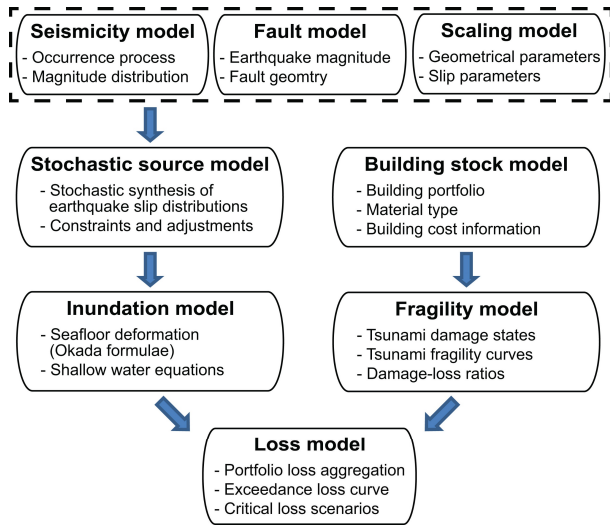 Seismicity model
- Occurrence process
- Magnitude distribution
Fault model
- Earthquake magnitude
- Fault geomtry
Scaling model
- Geometrical parameters
- Slip parameters
Stochastic source model
- Stochastic synthesis of
earthquake slip distributions
- Constraints and adjustments
Building stock model
- Building portfolio
- Material type
- Building cost information
Inundation model
- Seafloor deformation
(Okada formulae)
- Shallow water equations
Fragility model
- Tsunami damage states
- Tsunami fragility curves
- Damage-loss ratios
Loss model
- Portfolio loss aggregation
- Exceedance loss curve
- Critical loss scenarios